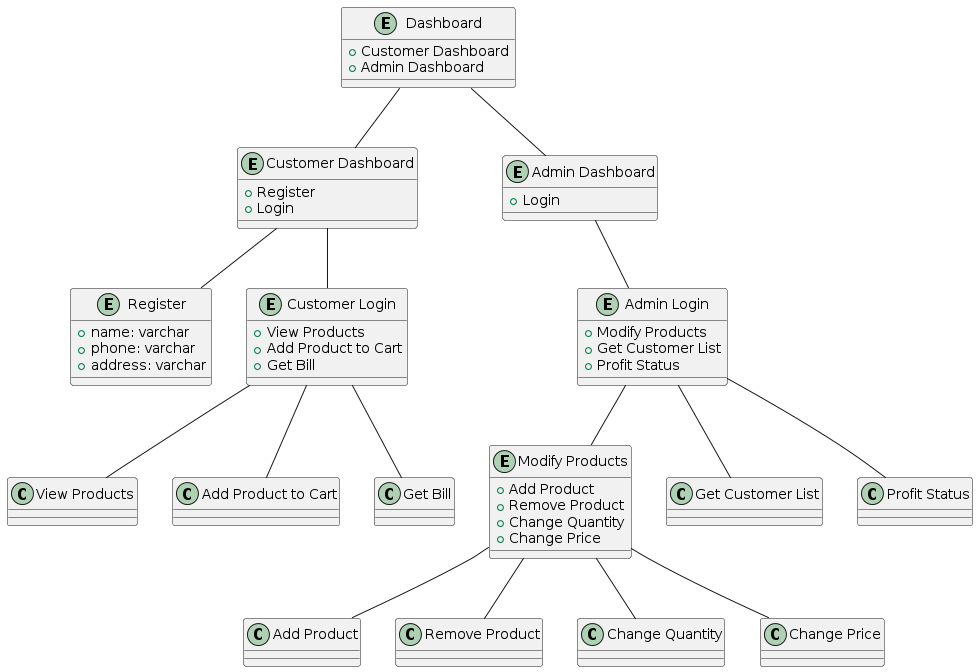 E Dashboard
Customer Dashboard
Admin Dashboard
E Customer Dashboard
Register
Login
E Admin Dashboard
Login
E Register
name: varchar
phone: varchar
address: varchar
E Customer Login
View Products
Add Product to Cart
Get Bill
E Admin Login
Modify Products
Get Customer List
Profit Status
C View Products
C Add Product to Cart
C Get Bill
E Modify Products
Add Product
Remove Product
Change Quantity
Change Price
C Get Customer List
C Profit Status
C Add Product
C Remove Product
C Change Quantity
C Change Price